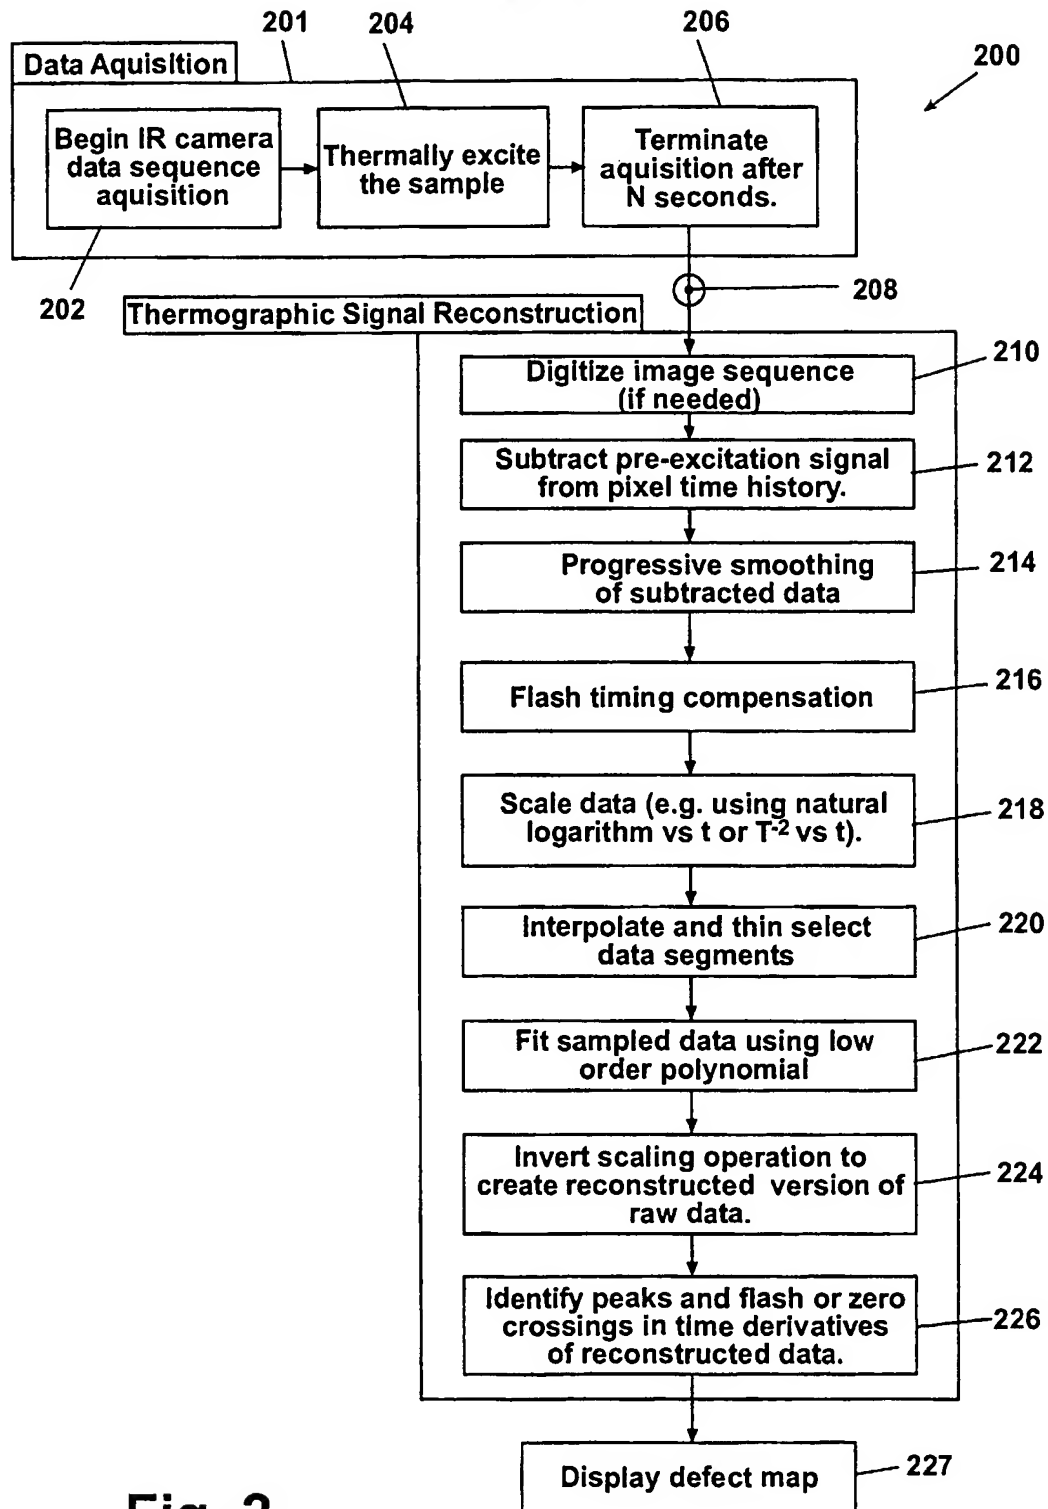 201
204
206
200
Data Aquisition
Begin IR camera
data sequence
aquisition
Thermally excite
the sample
Terminate
aquisition after
N seconds.
202
208
Thermographic Signal Reconstruction
Digitize image sequence
(if needed)
210
Subtract pre-excitation signal
from pixel time history.
212
Progressive smoothing
of subtracted data
214
Flash timing compensation
216
Scale data (e.g. using natural
logarithm vs t or T-2 vs t).
218
Interpolate and thin select
data segments
220
Fit sampled data using low
order polynomial
222
Invert scaling operation to
create reconstructed version of
raw data.
224
Identify peaks and flash or zero
crossings in time derivatives
of reconstructed data.
226
Display defect map
227